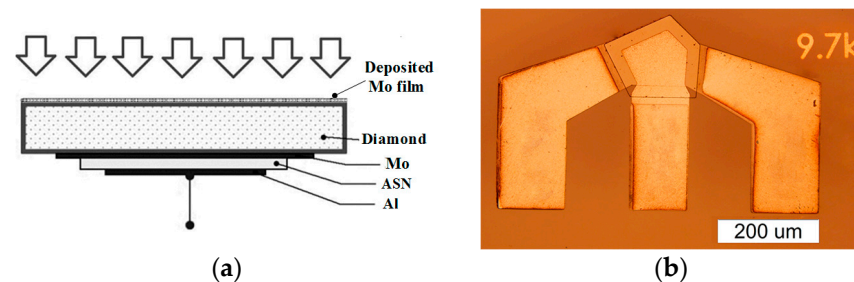 Deposited
Mo film
Diamond
Mo
ASN
Al
(a)
9.7k
200 um
(b)